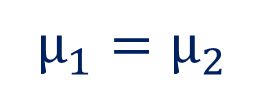 μ₁ = μ₂